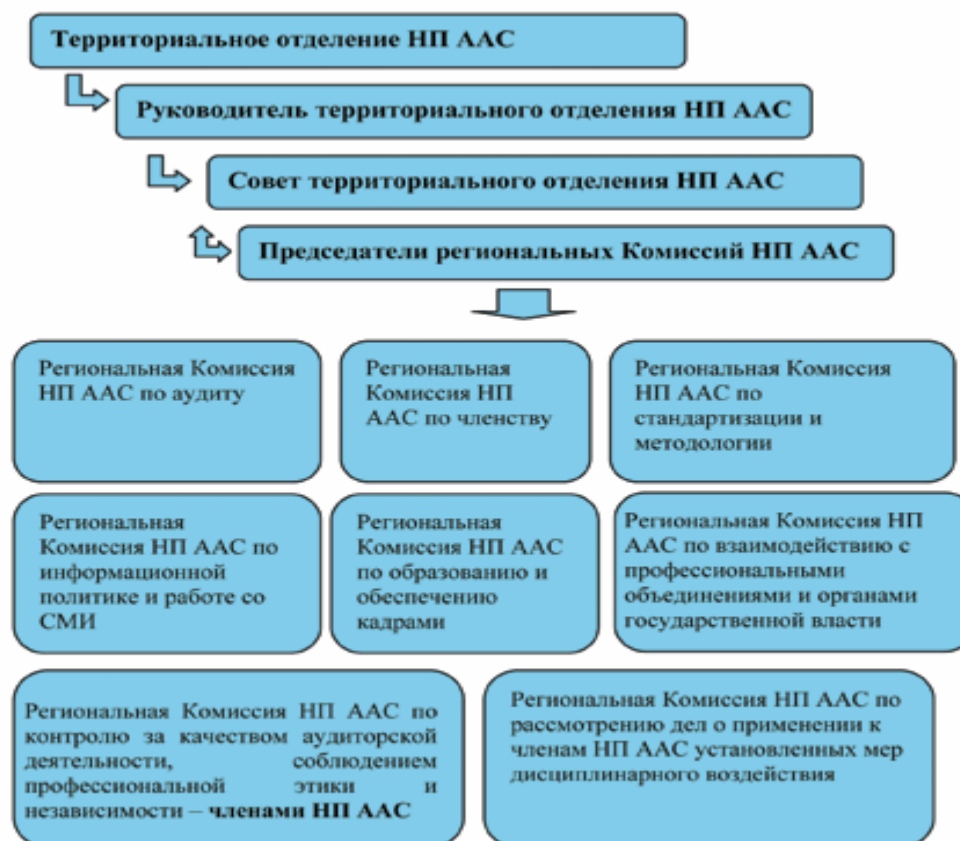 Территориальное отделение НП ААС
Руководитель территориального отделения НП ААС
Совет территориального отделения НП ААС
Председатели региональных Комиссий НП ААС
Региональная Комиссия
НП ААС по аудиту
Региональная
Комиссия НП
ААС по членству
Региональная Комиссия
НП ААС по
стандартизации и
методологии
Региональная
Комиссия НП ААС по
информационной
политике и работе со
СМИ
Региональная
Комиссия НП ААС
по образованию и
обеспечению
кадрами
Региональная Комиссия НП
ААС по взаимодействию с
профессиональными
объединениями и органами
государственной власти
Региональная Комиссия НП ААС по
контролю за качеством аудиторской
деятельности, соблюдением
профессиональной этики и
независимости – членами НП ААС
Региональная Комиссия НП ААС по
рассмотрению дел о применении к
членам НП ААС установленных мер
дисциплинарного воздействия